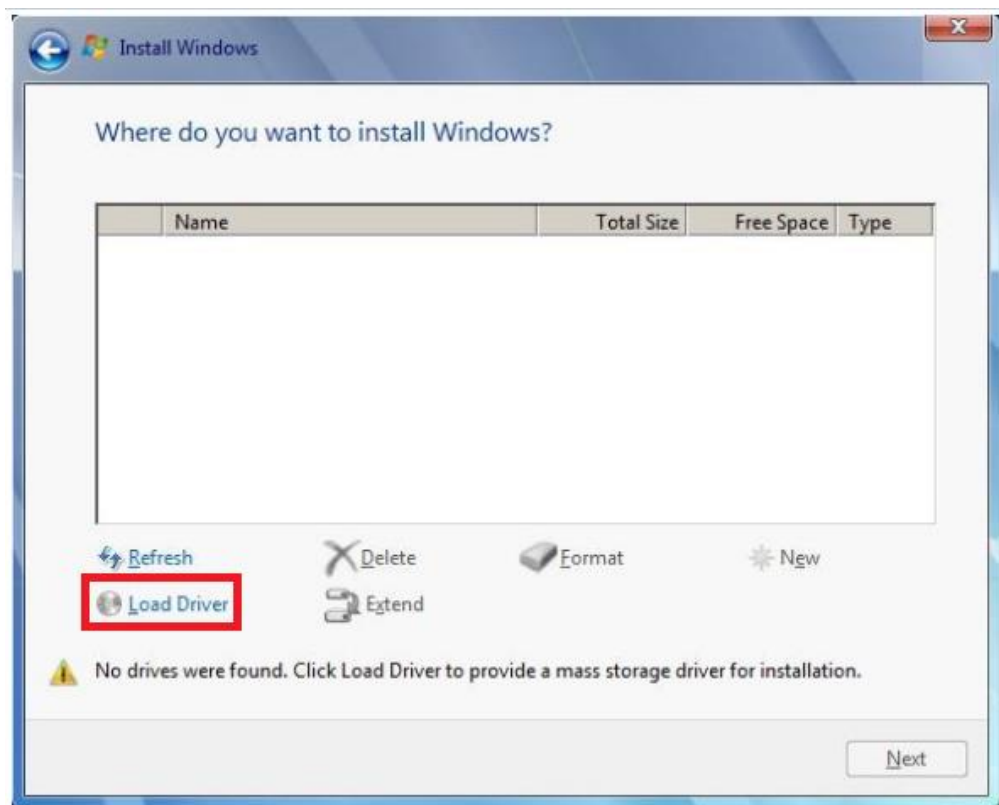 Install Windows
Where do you want to install Windows?
Name Total Size Free Space Type
Refresh Delete Format New
Load Driver Extend
No drives were found. Click Load Driver to provide a mass storage driver for installation.
Next